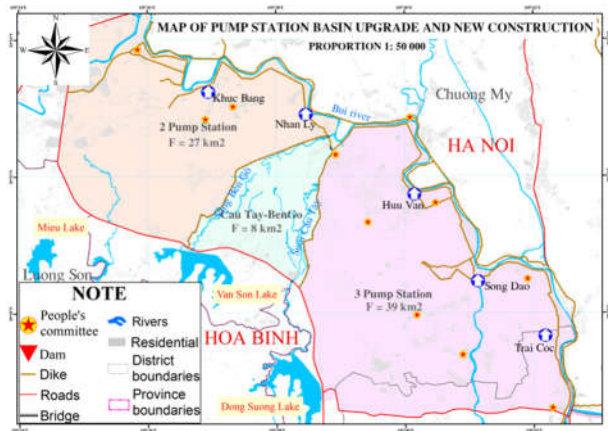 MAP OF PUMP STATION BASIN UPGRADE AND NEW CONSTRUCTION
PROPORTION 1: 50 000
N
W
E
S
Khuc Bang
Nhan Ly
Bui river
Chuong My
2 Pump Station
F = 27 km2
HA NOI
Cau Tay-BenGo
F = 8 km2
Huu Van
Mieu Lake
Luong Son
Van Son Lake
3 Pump Station
F = 39 km2
Song Dao
HOA BINH
Trai Coc
Dong Suong Lake
NOTE
People's
committee
Dam
Dike
Roads
Bridge
Rivers
Residential
District
boundaries
Province
boundaries